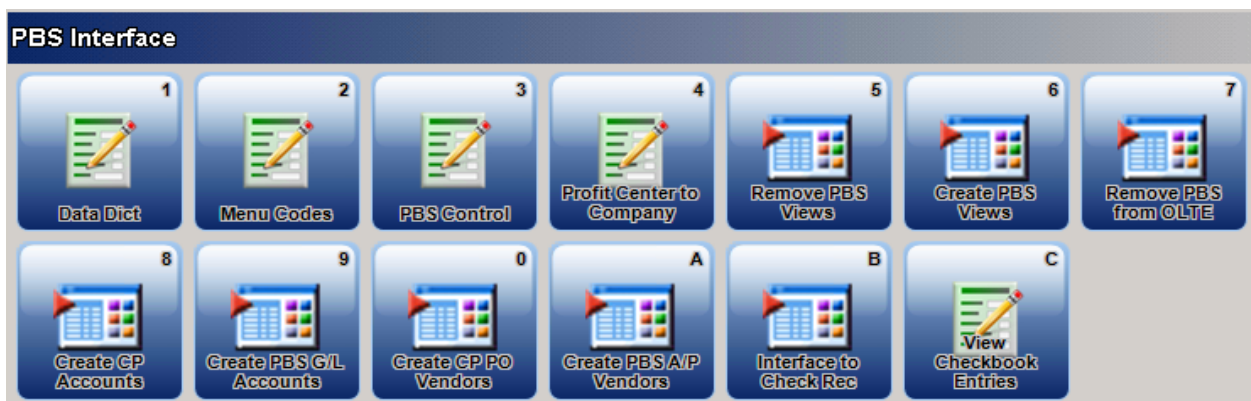 PBS Interface
1
Data Dict
2
Menu Codes
3
PBS Control
4
Profit Center to
Company
5
Remove PBS
Views
6
Create PBS
Views
7
Remove PBS
from OLTE
8
Create CP
Accounts
9
Create PBS G/L
Accounts
0
Create CP PO
Vendors
A
Create PBS A/P
Vendors
B
Interface to
Check Rec
C
View
Checkbook
Entries